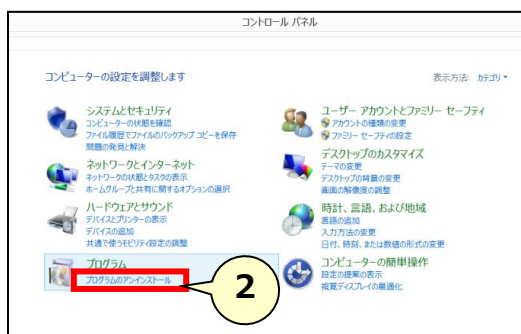 コントロール パネル
コンピューターの設定を調整します
表示方法: カテゴリ
システムとセキュリティ
コンピューターの状態を確認
ファイル履歴でファイルのバックアップ コピーを保存
問題の発見と解決
ネットワークとインターネット
ネットワークの状態とタスクの表示
ホームグループと共有に関するオプションの選択
ハードウェアとサウンド
デバイスとプリンターの表示
デバイスの追加
共通で使うモビリティ設定の調整
プログラム
プログラムのアンインストール
2
ユーザー アカウントとファミリー セーフティ
アカウントの種類の変更
ファミリー セーフティの設定
デスクトップのカスタマイズ
テーマの変更
デスクトップの背景の変更
画面の解像度の調整
時計、言語、および地域
言語の追加
入力方法の変更
日付、時刻、または数値の形式の変更
コンピューターの簡単操作
設定の提案の表示
視覚ディスプレイの最適化